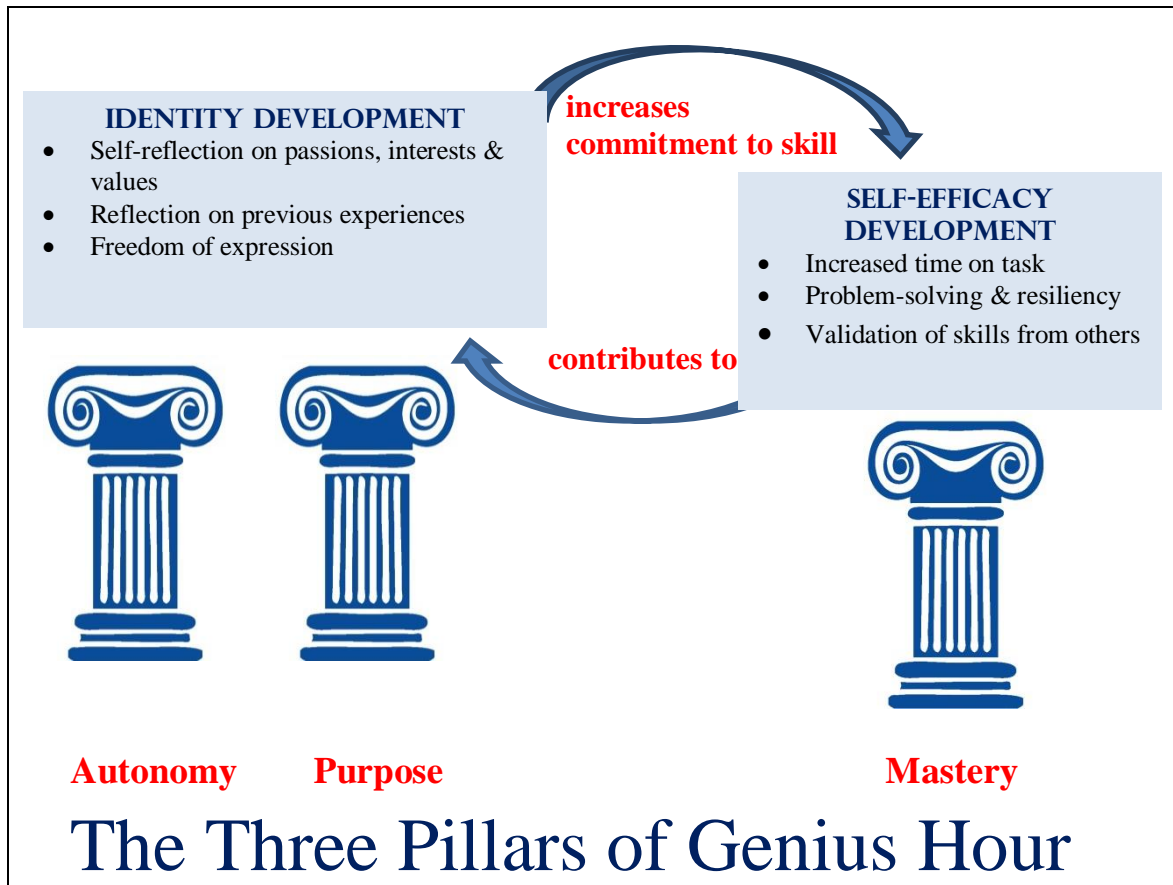 IDENTITY DEVELOPMENT
• Self-reflection on passions, interests &
values
• Reflection on previous experiences
• Freedom of expression
increases
commitment to skill
SELF-EFFICACY
DEVELOPMENT
• Increased time on task
• Problem-solving & resiliency
• Validation of skills from others
contributes to
Autonomy
Purpose
Mastery
The Three Pillars of Genius Hour